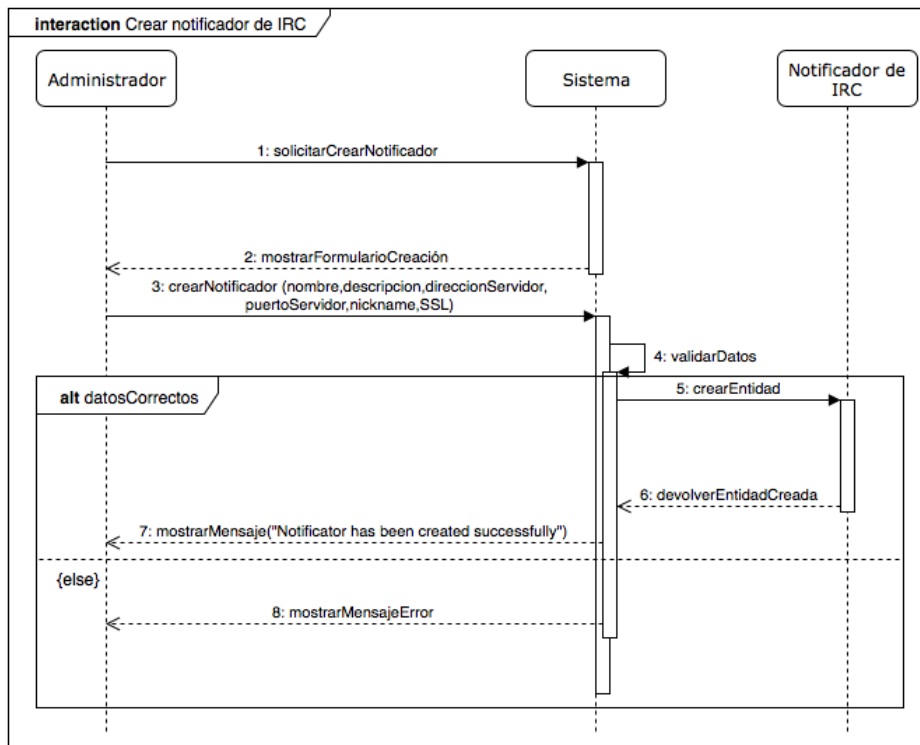 interaction Crear notificador de IRC
Administrador
Sistema
Notificador de
IRC
1: solicitarCrearNotificador
2: mostrarFormularioCreación
3: crearNotificador (nombre,descripcion,direccionServidor,
puertoServidor,nickname,SSL)
4: validarDatos
alt datosCorrectos
5: crearEntidad
6: devolverEntidadCreada
7: mostrarMensaje("Notificator has been created successfully")
{else}
8: mostrarMensajeError